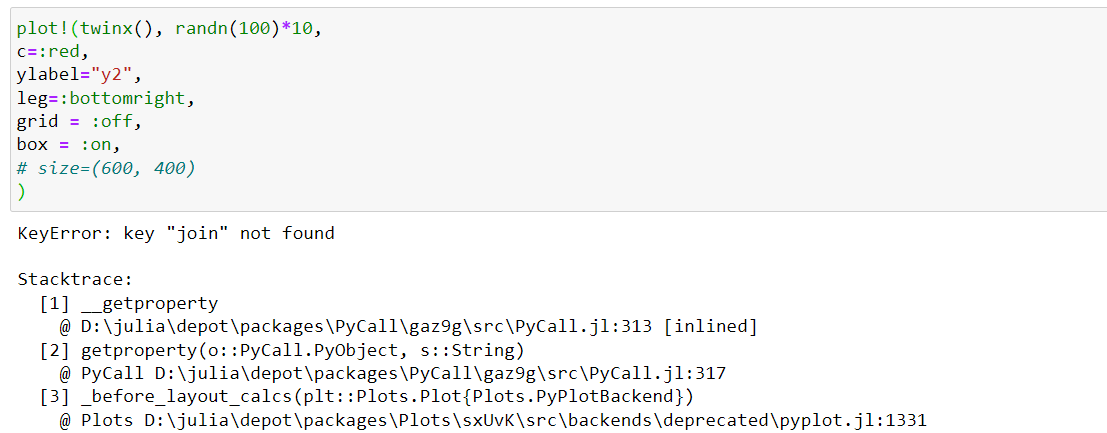 plot!(twinx(), randn(100)*10,
c=:red,
ylabel="y2",
leg=:bottomright,
grid = :off,
box = :on,
# size=(600, 400)
)
KeyError: key "join" not found
Stacktrace:
[1] __getproperty
@ D:\julia\depot\packages\PyCall\gaz9g\src\PyCall.jl:313 [inlined]
[2] getproperty(o::PyCall.PyObject, s::String)
@ PyCall D:\julia\depot\packages\PyCall\gaz9g\src\PyCall.jl:317
[3] _before_layout_calcs(plt::Plots.Plot{Plots.PyPlotBackend})
@ Plots D:\julia\depot\packages\Plots\sxUvK\src\backends\deprecated\pyplot.jl:1331